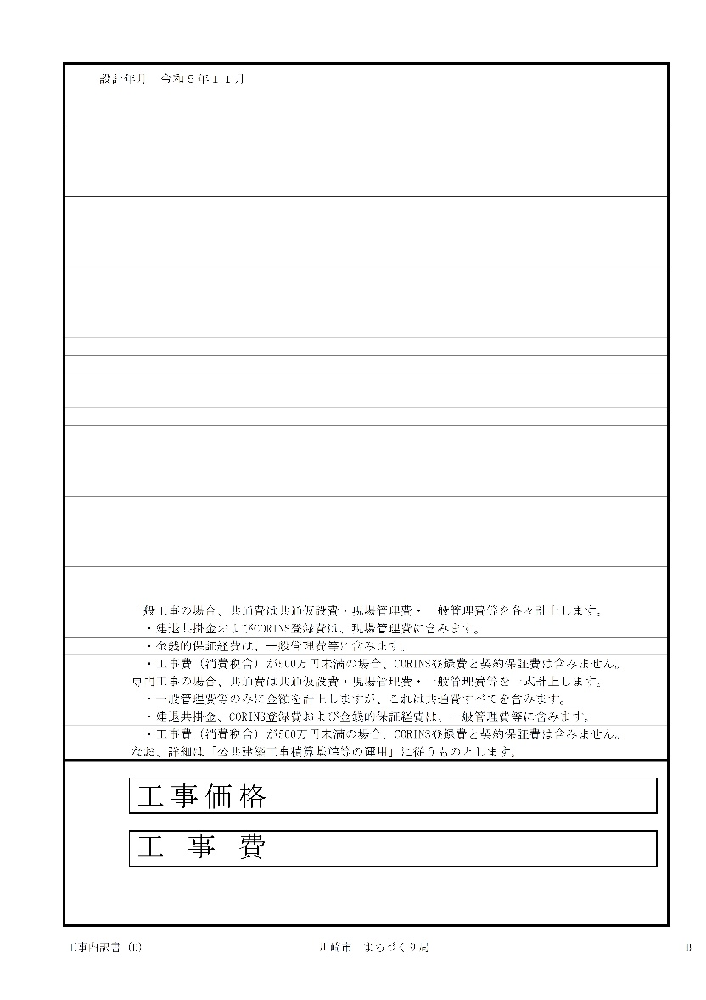 設計年月　令和５年１１月
一般工事の場合、共通費は共通仮設費・現場管理費・一般管理費等を各々計上します。
・建退共掛金およびCORINS登録費は、現場管理費に含みます。
・金銭的保証経費は、一般管理費等に含みます。
・工事費（消費税含）が500万円未満の場合、CORINS登録費と契約保証費は含みません。
専門工事の場合、共通費は共通仮設費・現場管理費・一般管理費等を一式計上します。
・一般管理費等のみに金額を計上しますが、これは共通費すべてを含みます。
・建退共掛金、CORINS登録費および金銭的保証経費は、一般管理費等に含みます。
・工事費（消費税含）が500万円未満の場合、CORINS登録費と契約保証費は含みません。
なお、詳細は「公共建築工事積算基準等の運用」に従うものとします。
工事価格
工　事　費
工事内訳書（B）　川崎市　まちづくり局　B